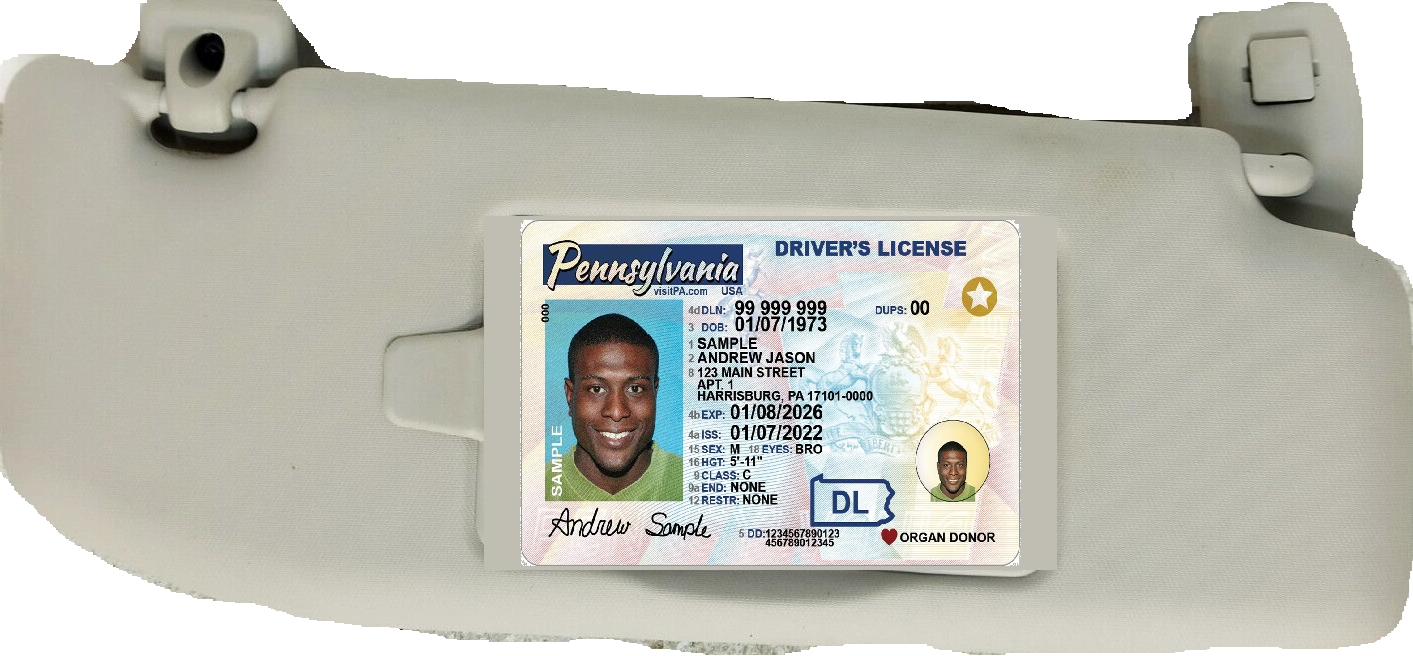 Pennsylvania
visitPA.com USA
DRIVER'S LICENSE
000
4d DLN: 99 999 999 DUPS: 00
3 DOB: 01/07/1973
1 SAMPLE
2 ANDREW JASON
8 123 MAIN STREET
APT. 1
HARRISBURG, PA 17101-0000
4b EXP: 01/08/2026
4a ISS: 01/07/2022
15 SEX: M 18 EYES: BRO
16 HGT: 5'-11"
9 CLASS: C
9a END: NONE
12 RESTR: NONE
SAMPLE
DL
Andrew Sample
5 DD: 1234567890123
456789012345
ORGAN DONOR